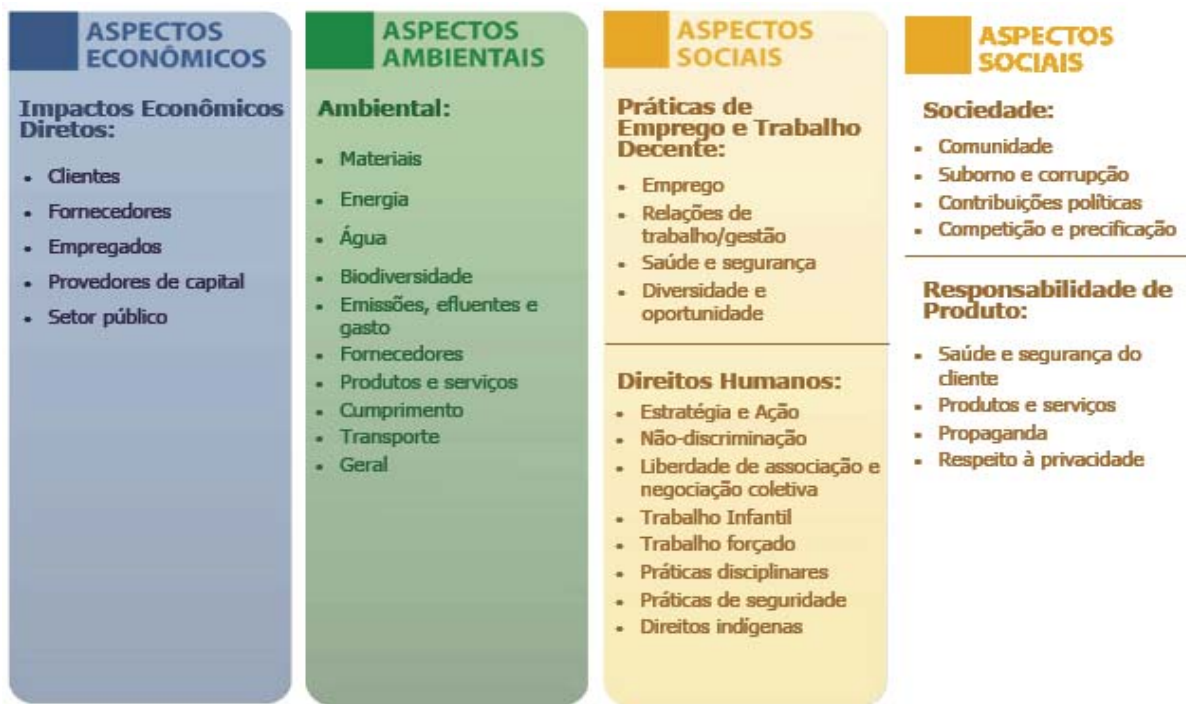 ASPECTOS
ECONÔMICOS
Impactos Econômicos
Diretos:
• Clientes
• Fornecedores
• Empregados
• Provedores de capital
• Setor público
ASPECTOS
AMBIENTAIS
Ambiental:
• Materiais
• Energia
• Água
• Biodiversidade
• Emissões, efluentes e
gasto
• Fornecedores
• Produtos e serviços
• Cumprimento
• Transporte
• Geral
ASPECTOS
SOCIAIS
Práticas de
Emprego e Trabalho
Decente:
• Emprego
• Relações de
trabalho/gestão
• Saúde e segurança
• Diversidade e
oportunidade
Direitos Humanos:
• Estratégia e Ação
• Não-discriminação
• Liberdade de associação e
negociação coletiva
• Trabalho Infantil
• Trabalho forçado
• Práticas disciplinares
• Práticas de seguridade
• Direitos indígenas
ASPECTOS
SOCIAIS
Sociedade:
• Comunidade
• Suborno e corrupção
• Contribuições políticas
• Competição e precificação
Responsabilidade de
Produto:
• Saúde e segurança do
cliente
• Produtos e serviços
• Propaganda
• Respeito à privacidade